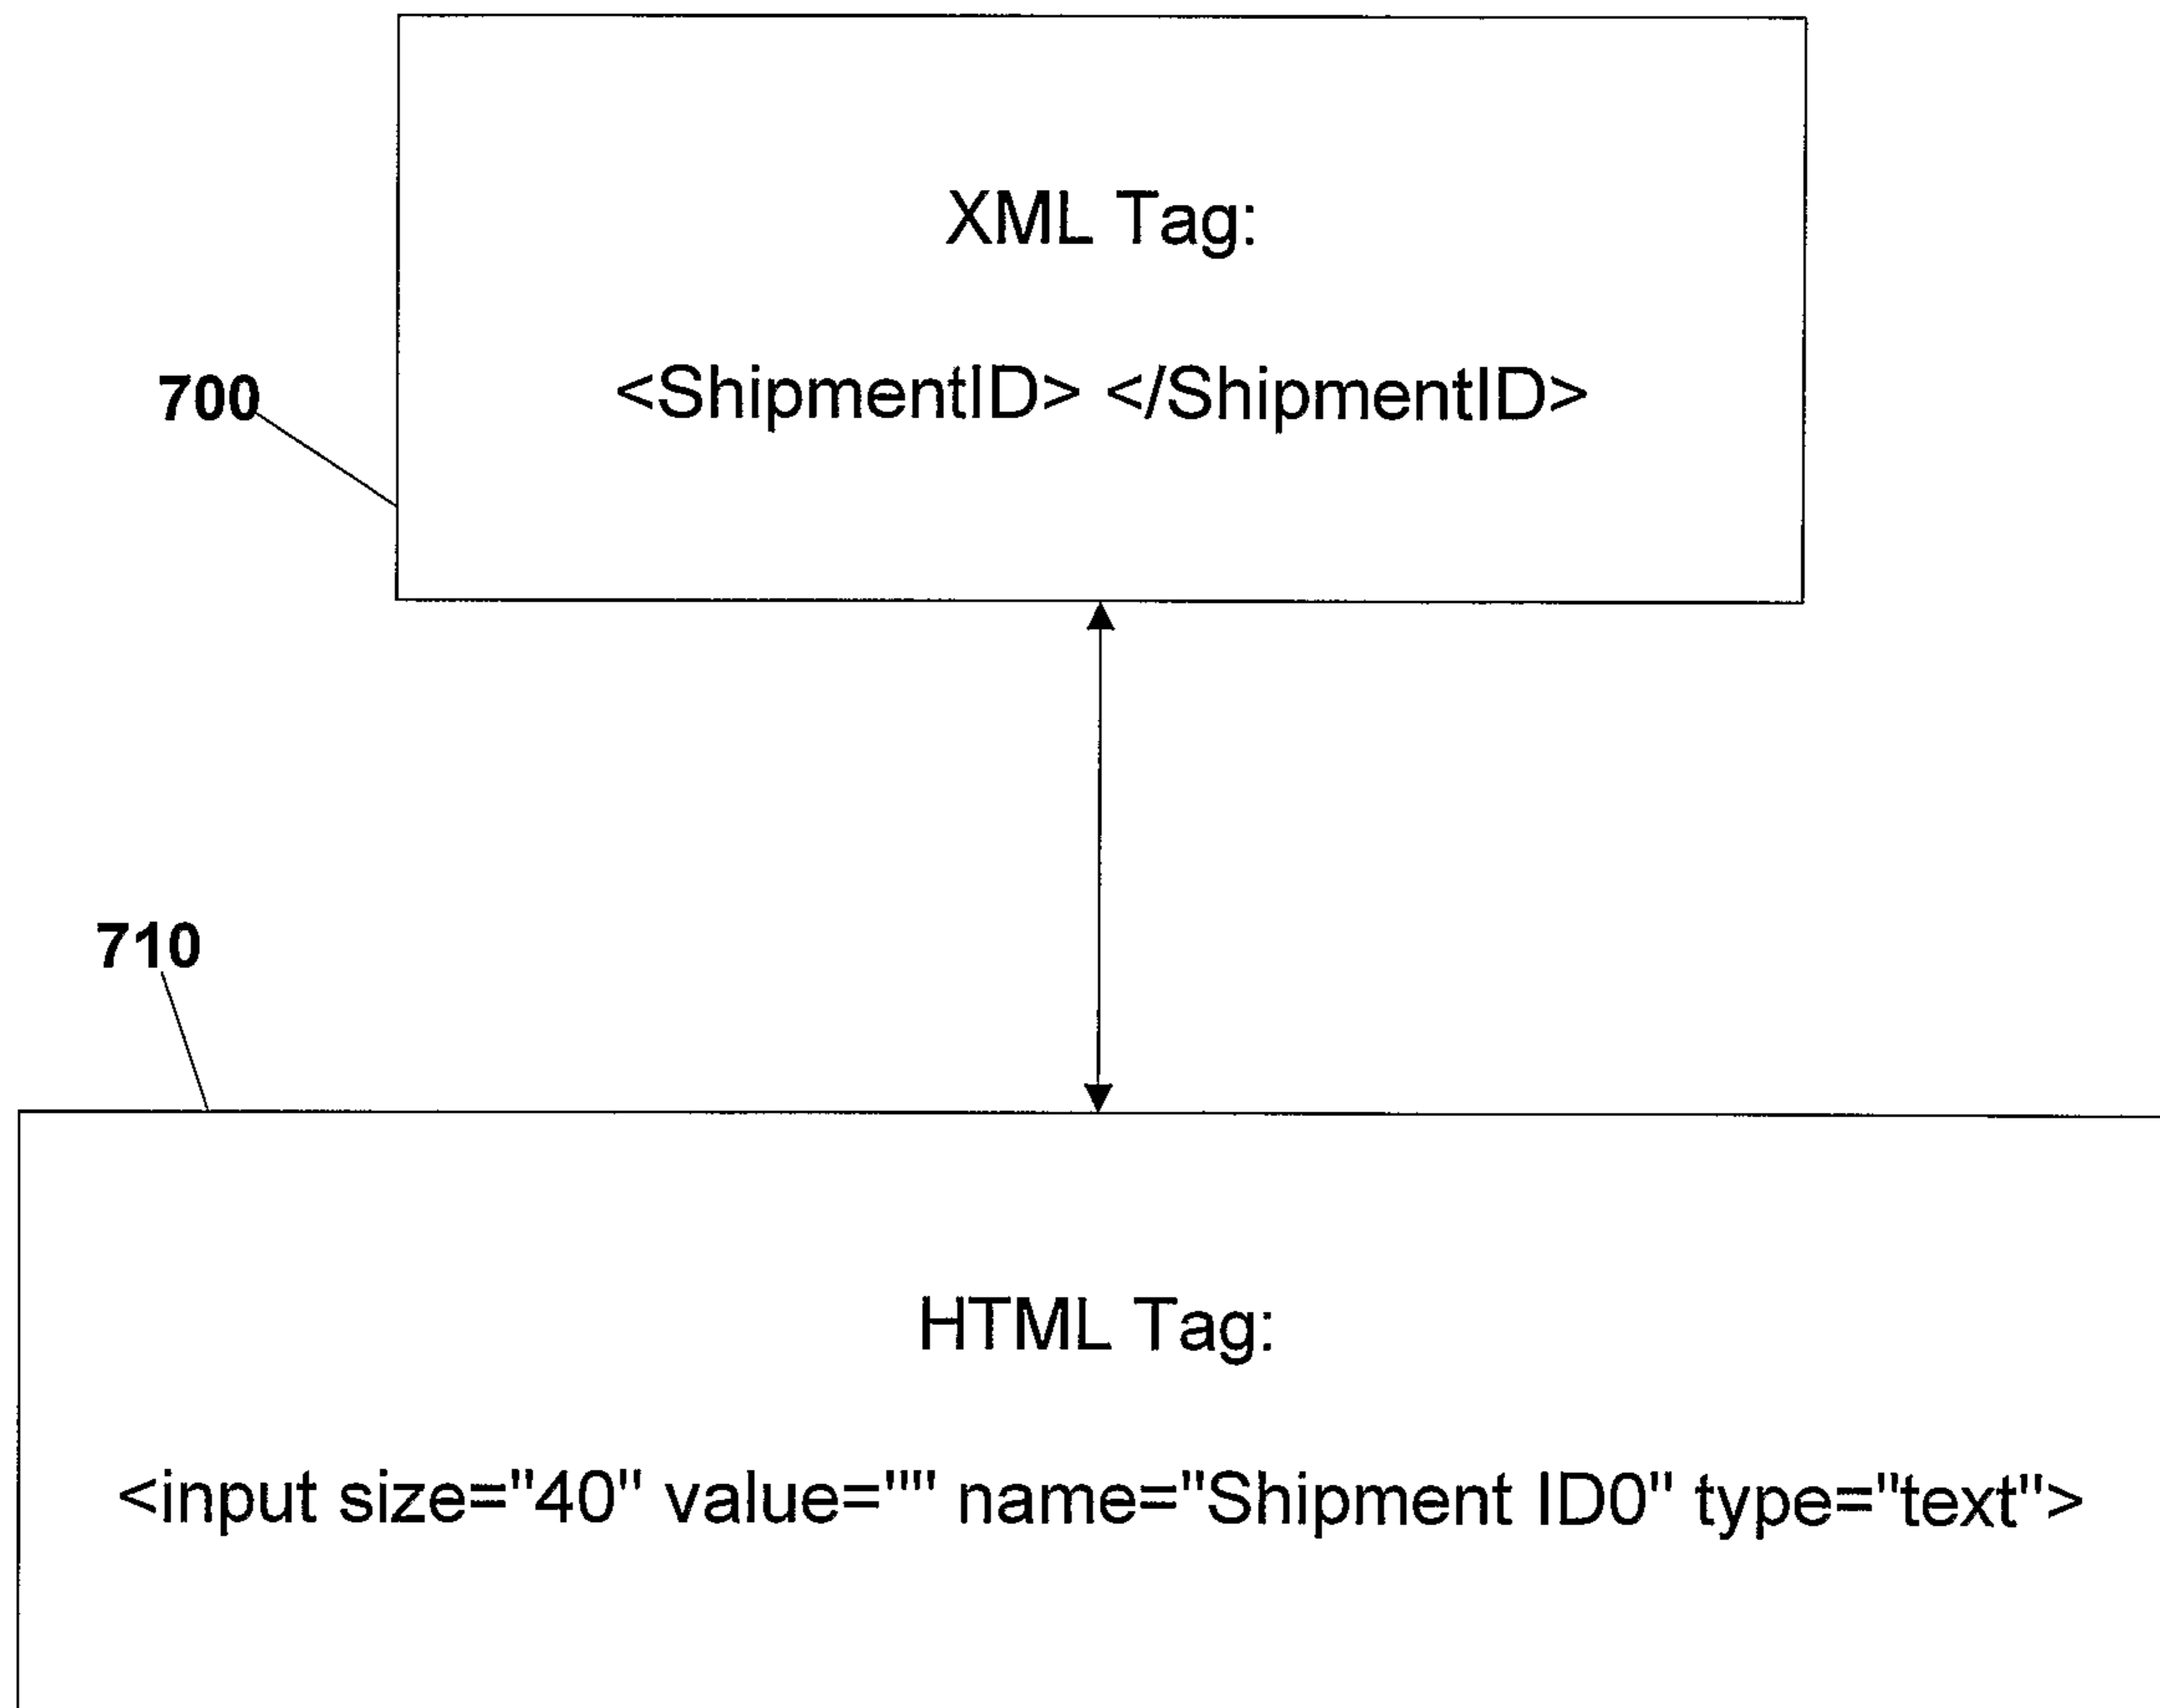 XML Tag:
<ShipmentID> </ShipmentID>
700
710
HTML Tag:
<input size="40" value="" name="Shipment ID0" type="text">